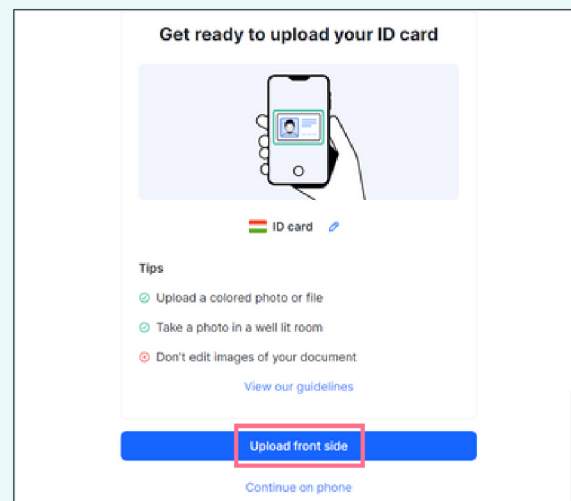 Get ready to upload your ID card
ID card
Tips
Upload a colored photo or file
Take a photo in a well lit room
Don't edit images of your document
View our guidelines
Upload front side
Continue on phone